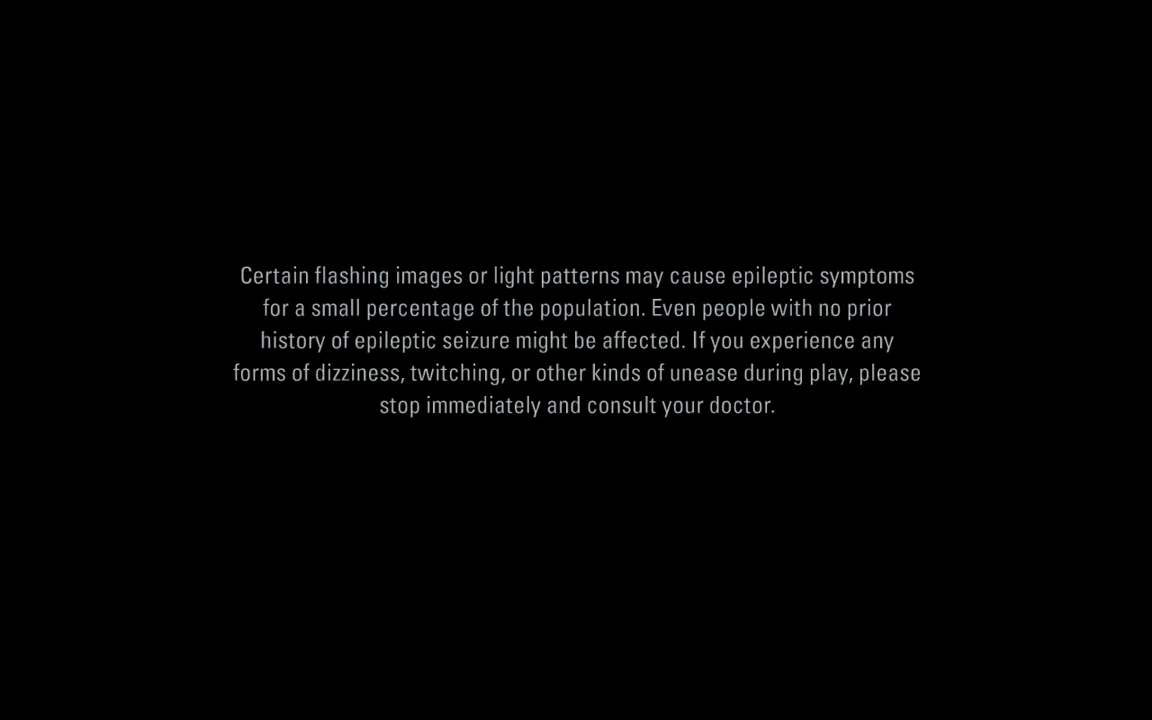 Certain flashing images or light patterns may cause epileptic symptoms
for a small percentage of the population. Even people with no prior
history of epileptic seizure might be affected. If you experience any
forms of dizziness, twitching, or other kinds of unease during play, please
stop immediately and consult your doctor.